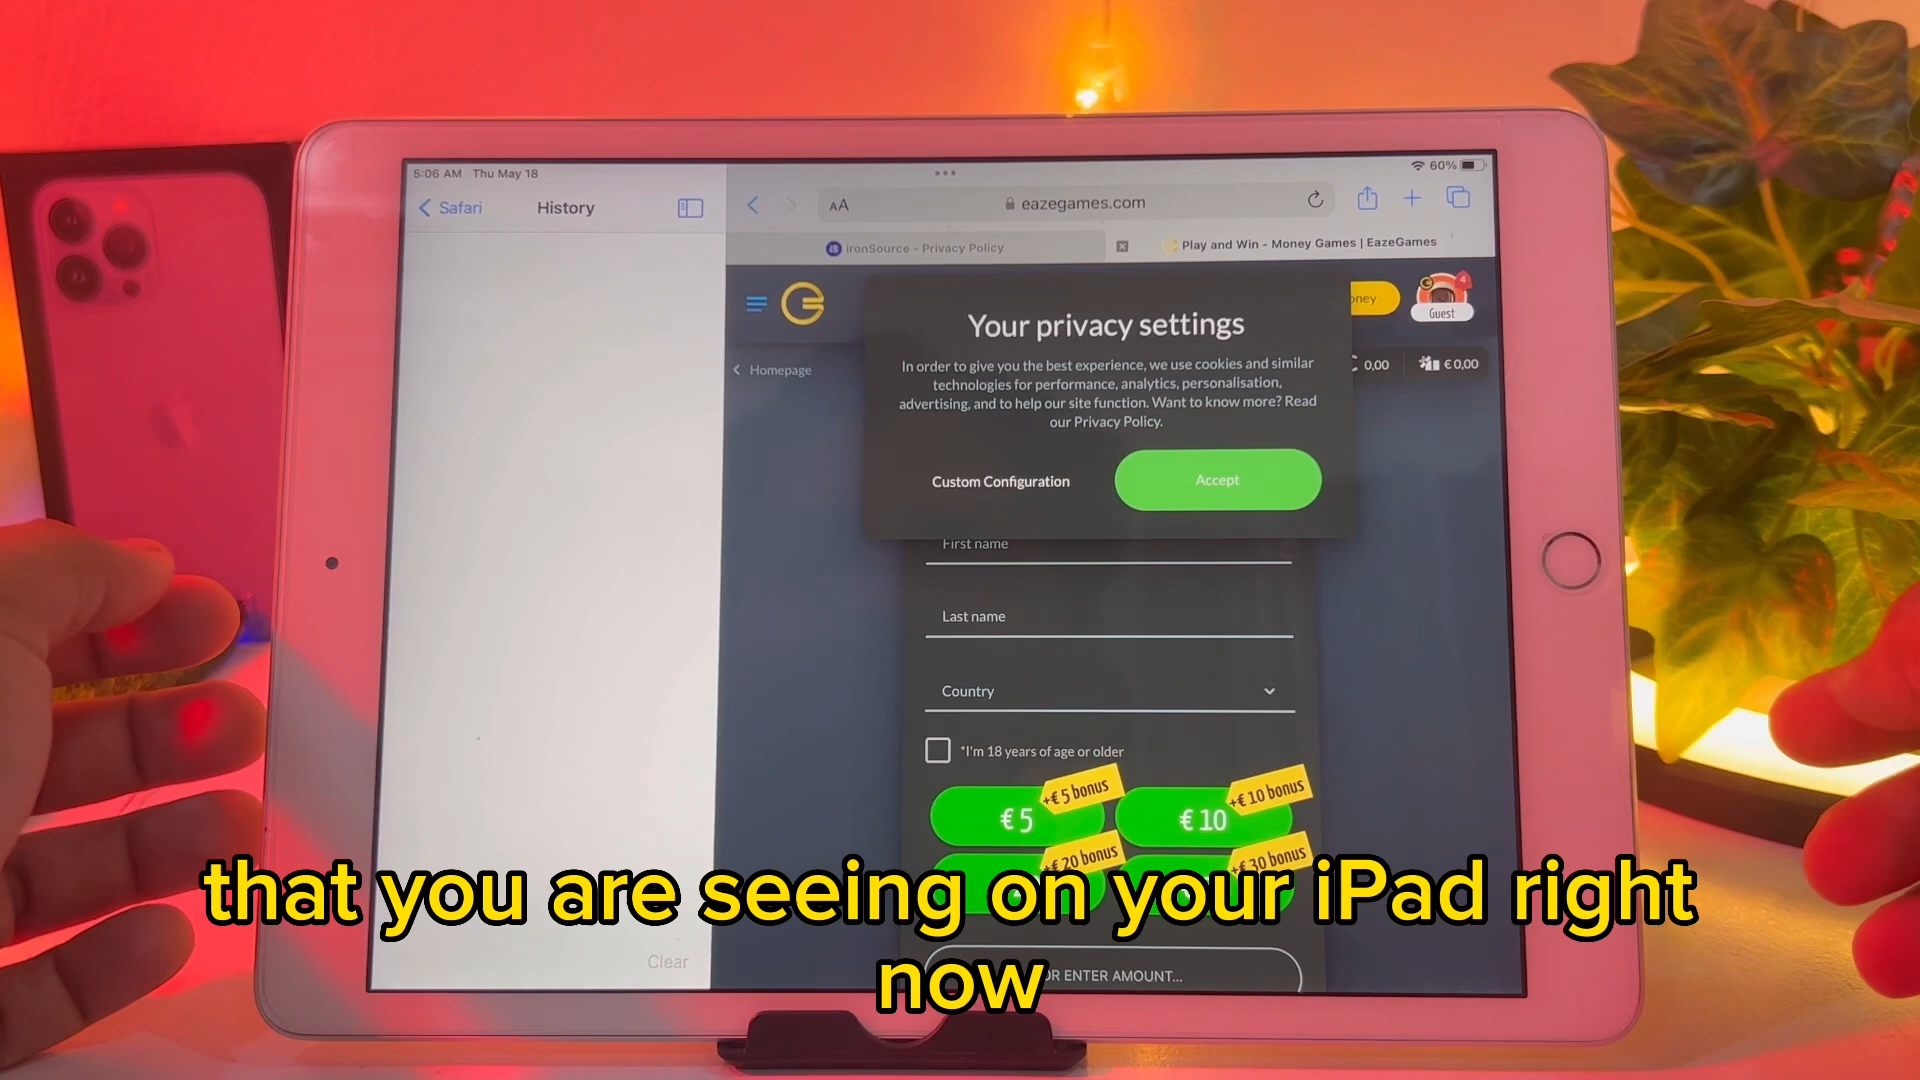 5:06 AM Thu May 18
60%
Safari
History
AA
eazegames.com
ironSource - Privacy Policy
Play and Win - Money Games | EazeGames
4
Guest
Homepage
0,00
€0,00
Your privacy settings
In order to give you the best experience, we use cookies and similar
technologies for performance, analytics, personalisation,
advertising, and to help our site function. Want to know more? Read
our Privacy Policy.
Custom Configuration
Accept
First name
Last name
Country
*I'm 18 years of age or older
+€ 5 bonus
€ 5
+€ 10 bonus
€ 10
+€ 20 bonus
+€ 30 bonus
that you are seeing on your iPad right
now
Clear
OR ENTER AMOUNT...